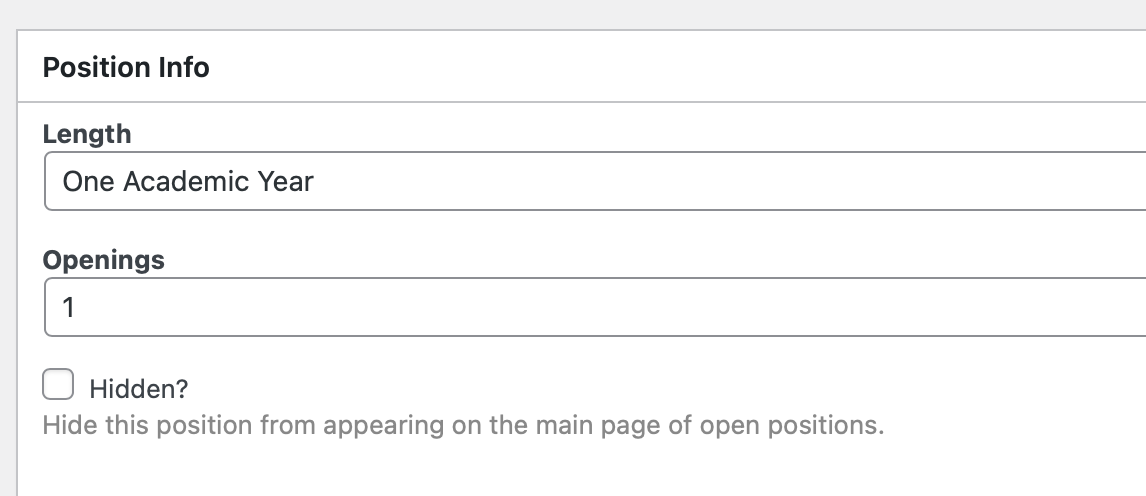 Position Info
Length
One Academic Year
Openings
1
Hidden?
Hide this position from appearing on the main page of open positions.